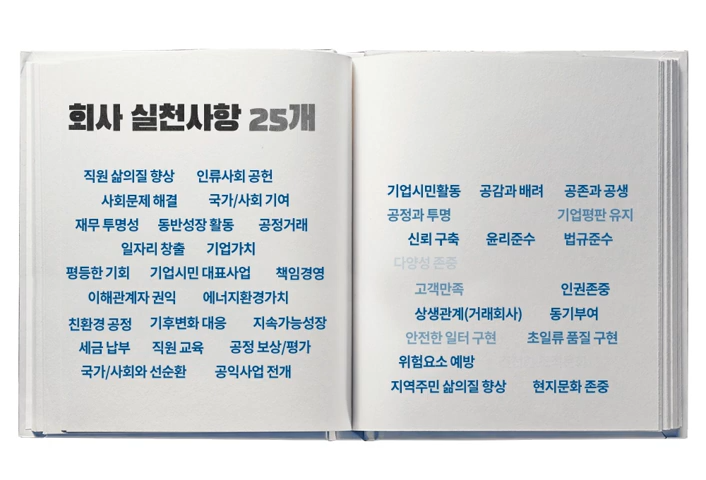 회사 실천사항 25개
직원 삶의질 향상 인류사회 공헌
사회문제 해결 국가/사회 기여
재무 투명성 동반성장 활동 공정거래
일자리 창출 기업가치
평등한 기회 기업시민 대표사업 책임경영
이해관계자 권익 에너지환경가치
친환경 공정 기후변화 대응 지속가능성장
세금 납부 직원 교육 공정 보상/평가
국가/사회와 선순환 공익사업 전개
기업시민활동 공감과 배려 공존과 공생
공정과 투명 기업평판 유지
신뢰 구축 윤리준수 법규준수
다양성 존중
고객만족 인권존중
상생관계(거래회사) 동기부여
안전한 일터 구현 초일류 품질 구현
위험요소 예방
지역주민 삶의질 향상 현지문화 존중